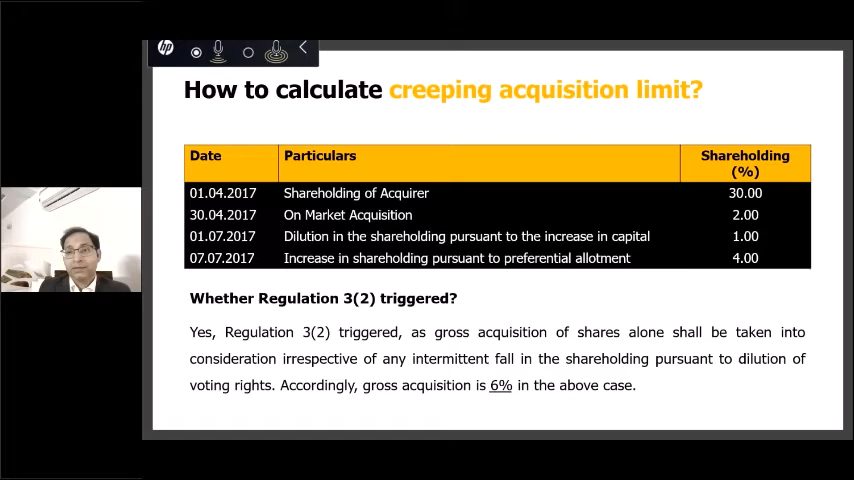 hp
How to calculate creeping acquisition limit?
Date Particulars Shareholding (%)
01.04.2017 Shareholding of Acquirer 30.00
30.04.2017 On Market Acquisition 2.00
01.07.2017 Dilution in the shareholding pursuant to the increase in capital 1.00
07.07.2017 Increase in shareholding pursuant to preferential allotment 4.00
Whether Regulation 3(2) triggered?
Yes, Regulation 3(2) triggered, as gross acquisition of shares alone shall be taken into
consideration irrespective of any intermittent fall in the shareholding pursuant to dilution of
voting rights. Accordingly, gross acquisition is 6% in the above case.